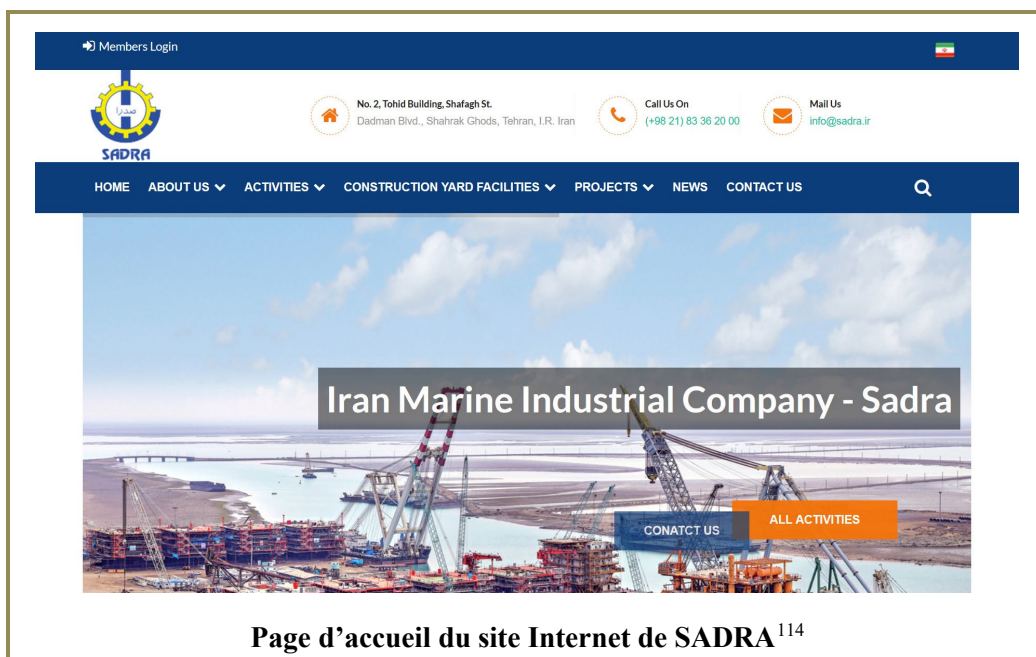 Members Login
صدرا
SADRA
No. 2, Tohid Building, Shafagh St.
Dadman Blvd., Shahrak Ghods, Tehran, I.R. Iran
Call Us On
(+98 21) 83 36 20 00
Mail Us
info@sadra.ir
HOME ABOUT US ACTIVITIES CONSTRUCTION YARD FACILITIES PROJECTS NEWS CONTACT US
Iran Marine Industrial Company - Sadra
CONATCT US
ALL ACTIVITIES
Page d’accueil du site Internet de SADRA114